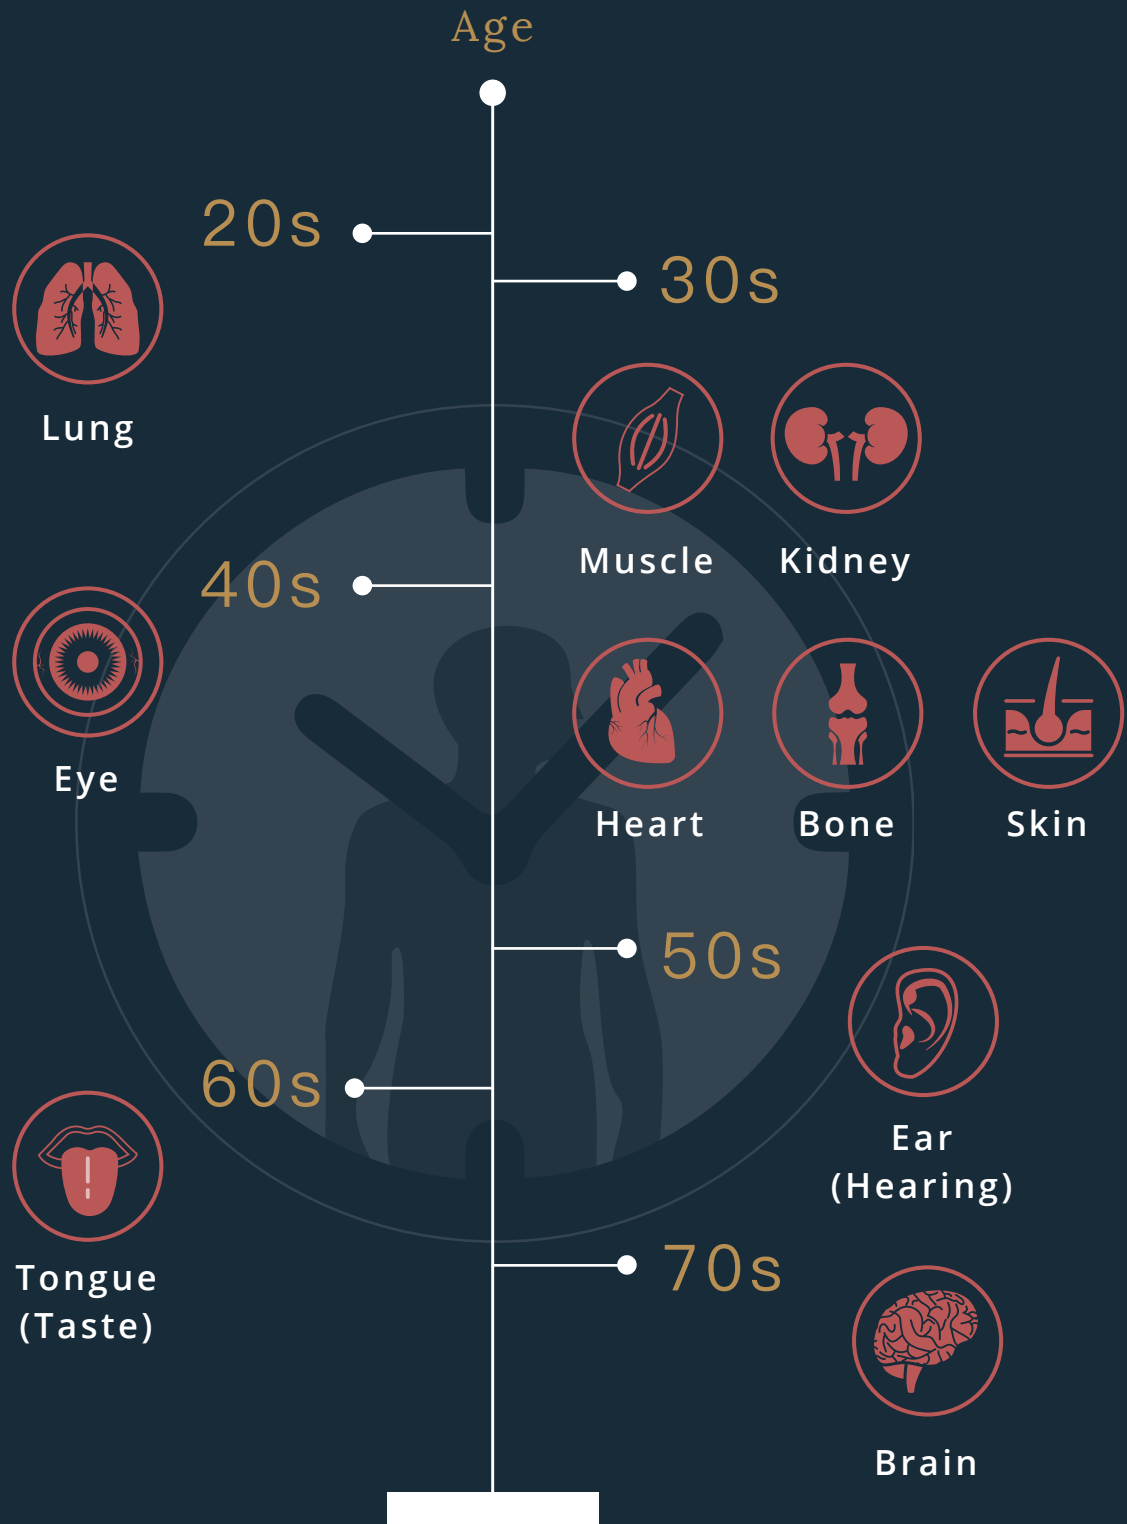 Age
20s
Lung
30s
Muscle
Kidney
Heart
Bone
Skin
40s
Eye
50s
Ear
(Hearing)
60s
Tongue
(Taste)
70s
Brain